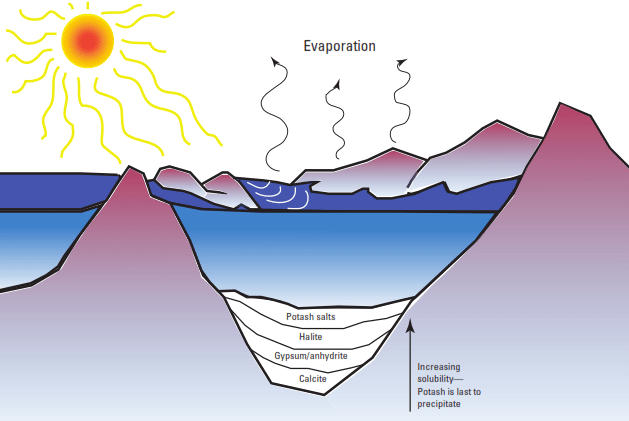 Evaporation
Potash salts
Halite
Gypsum/anhydrite
Calcite
Increasing
solubility—
Potash is last to
precipitate